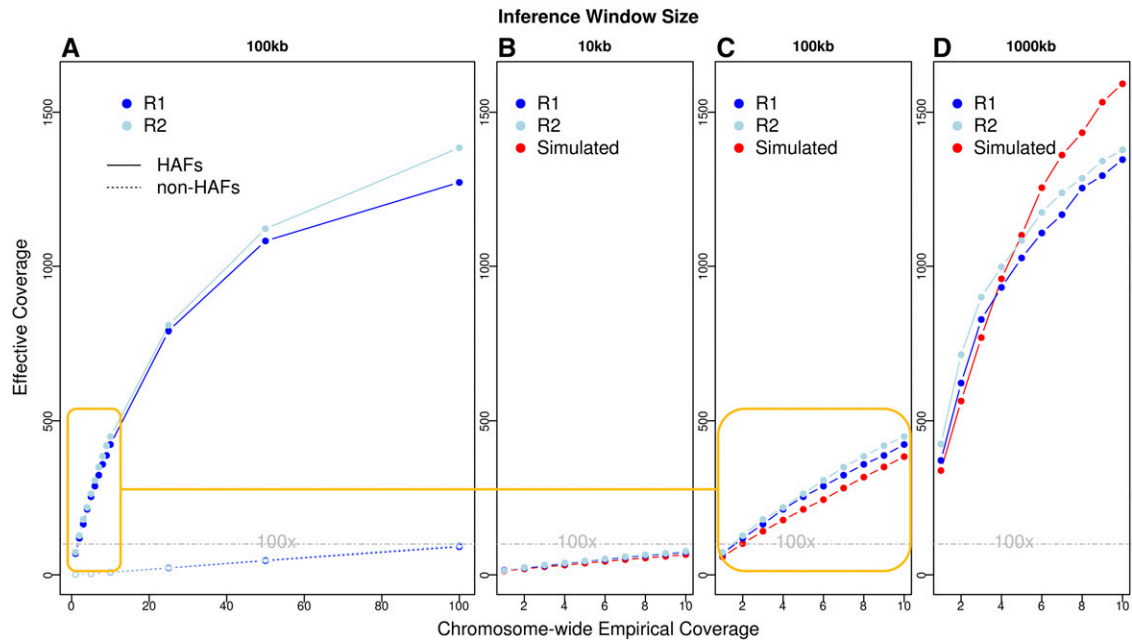 Inference Window Size
A
100kb
B
10kb
C
100kb
D
1000kb
R1
R2
HAFs
non-HAFs
R1
R2
Simulated
R1
R2
Simulated
R1
R2
Simulated
Effective Coverage
1500
1000
500
0
1500
1000
500
0
1500
1000
500
0
1500
1000
500
0
100x
100x
100x
100x
0 20 40 60 80 100
2 4 6 8 10
2 4 6 8 10
2 4 6 8 10
Chromosome-wide Empirical Coverage